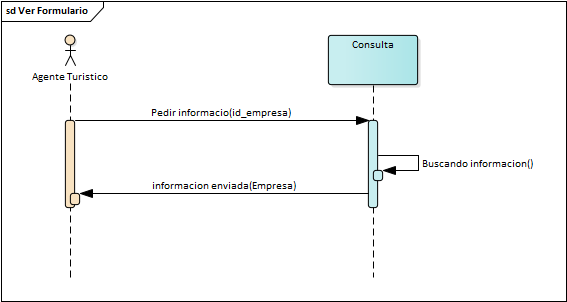 sd Ver Formulario
Agente Turistico
Consulta
Pedir informacio(id_empresa)
Buscando informacion()
informacion enviada(Empresa)